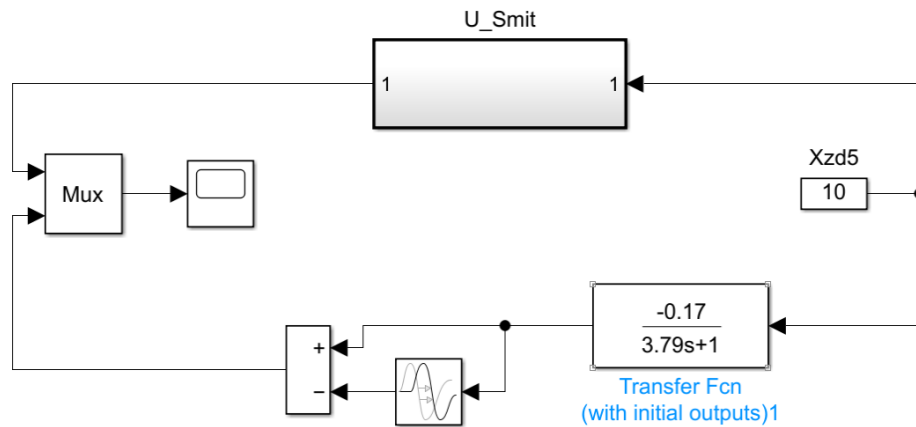 U_Smit
1
1
Xzd5
10
Mux
-0.17
3.79s+1
+
−
Transfer Fcn
(with initial outputs)1